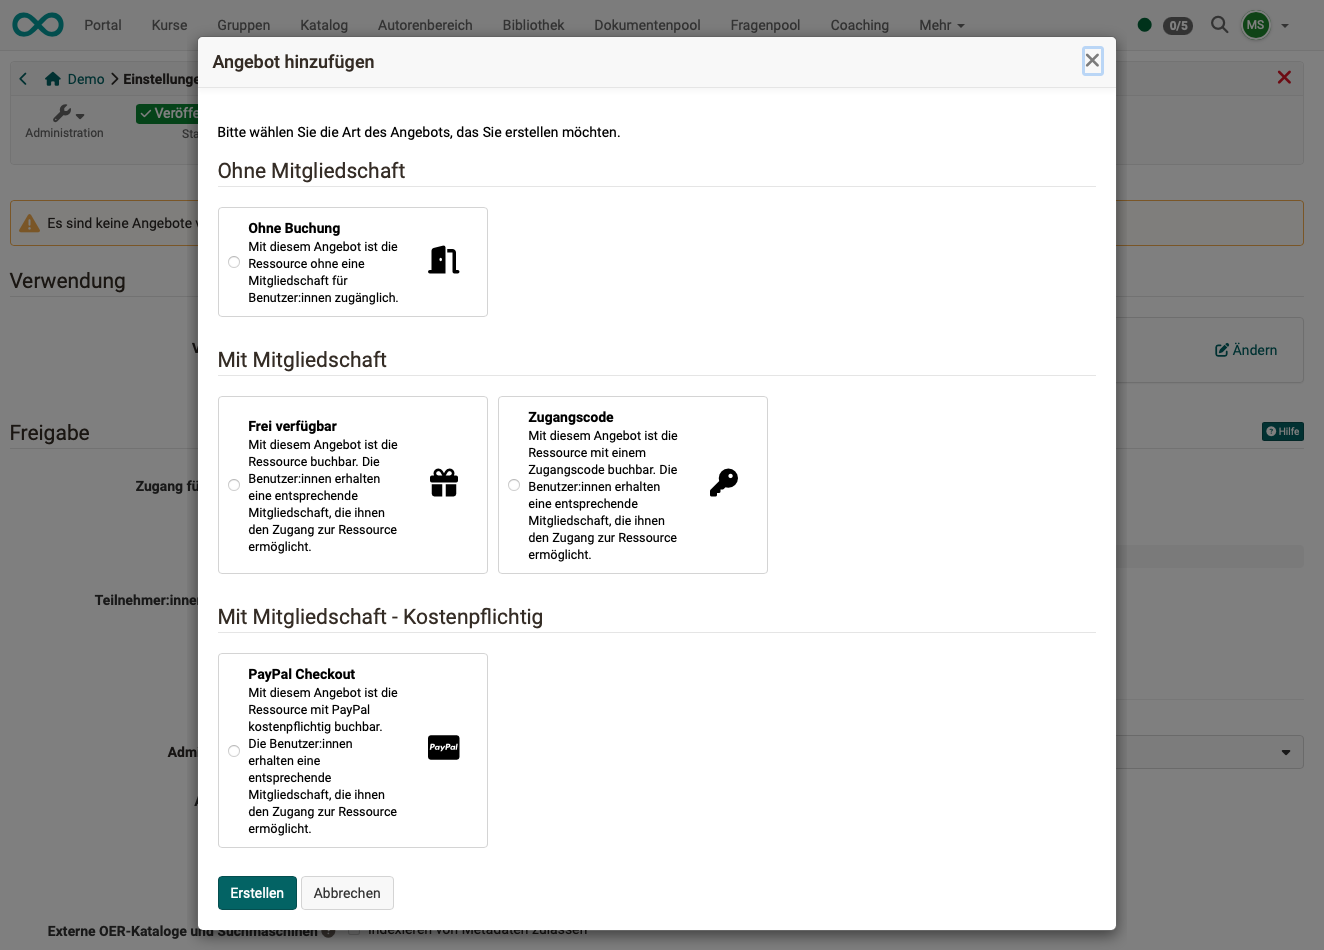 Portal Kurse Gruppen Katalog Autorenbereich Bibliothek Dokumentenpool Fragenpool Coaching Mehr 0/5 MS
Angebot hinzufügen
Demo Einstellunge
Administration
Veröffe
Sta
Bitte wählen Sie die Art des Angebots, das Sie erstellen möchten.
Ohne Mitgliedschaft
Es sind keine Angebote
Ohne Buchung
Mit diesem Angebot ist die
Ressource ohne eine
Mitgliedschaft für
Benutzer:innen zugänglich.
Verwendung
Ändern
Mit Mitgliedschaft
Freigabe
Hilfe
Zugang fü
Frei verfügbar
Mit diesem Angebot ist die
Ressource buchbar. Die
Benutzer:innen erhalten
eine entsprechende
Mitgliedschaft, die ihnen
den Zugang zur Ressource
ermöglicht.
Zugangscode
Mit diesem Angebot ist die
Ressource mit einem
Zugangscode buchbar. Die
Benutzer:innen erhalten
eine entsprechende
Mitgliedschaft, die ihnen
den Zugang zur Ressource
ermöglicht.
Teilnehmer:innen
Mit Mitgliedschaft - Kostenpflichtig
PayPal Checkout
Mit diesem Angebot ist die
Ressource mit PayPal
kostenpflichtig buchbar.
Die Benutzer:innen
erhalten eine
entsprechende
Mitgliedschaft, die ihnen
den Zugang zur Ressource
ermöglicht.
PayPal
Adm
Erstellen Abbrechen
Externe OER-Kataloge und Suchmaschinen Indexieren von Metadaten zulassen